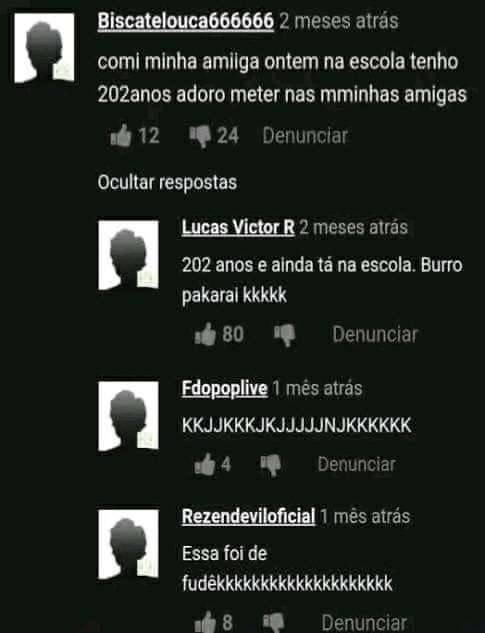 Biscatelouca666666 2 meses atrás
comi minha amiiga ontem na escola tenho
202anos adoro meter nas mminhas amigas
12 24 Denunciar
Ocultar respostas
Lucas Victor R 2 meses atrás
202 anos e ainda tá na escola. Burro
pakarai kkkkk
80 Denunciar
Fdopoplive 1 mês atrás
KKJJKKKJKJJJJJNJKKKKKK
4 Denunciar
Rezendeviloficial 1 mês atrás
Essa foi de
fudêkkkkkkkkkkkkkkkkkkkk
8 Denunciar